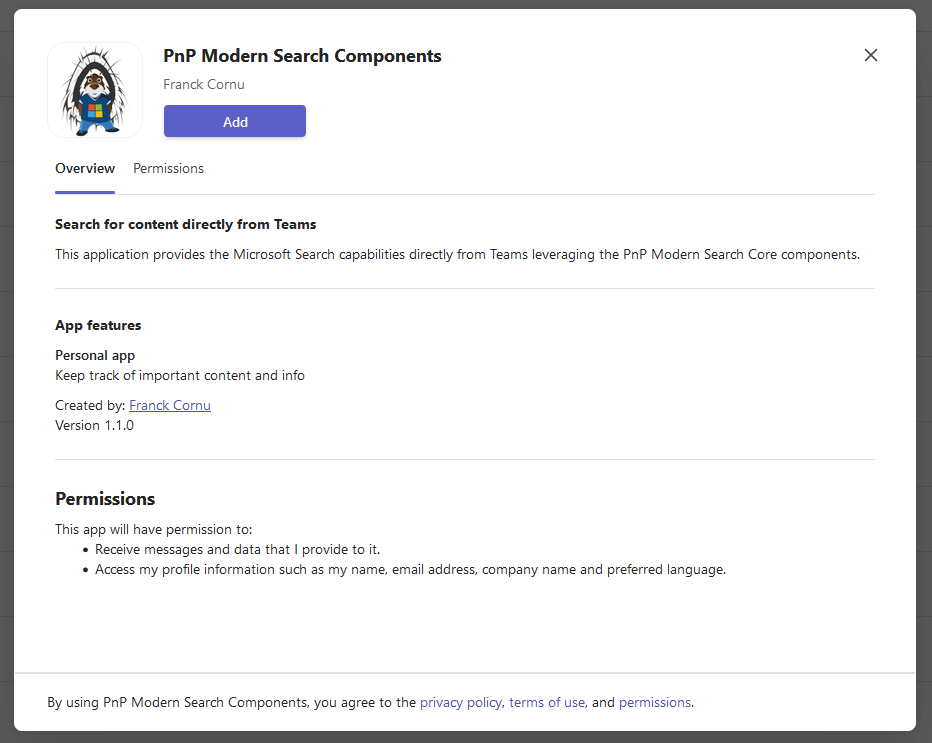 PnP Modern Search Components
Franck Cornu
Add
Overview Permissions
Search for content directly from Teams
This application provides the Microsoft Search capabilities directly from Teams leveraging the PnP Modern Search Core components.
App features
Personal app
Keep track of important content and info
Created by: Franck Cornu
Version 1.1.0
Permissions
This app will have permission to:
• Receive messages and data that I provide to it.
• Access my profile information such as my name, email address, company name and preferred language.
By using PnP Modern Search Components, you agree to the privacy policy, terms of use, and permissions.